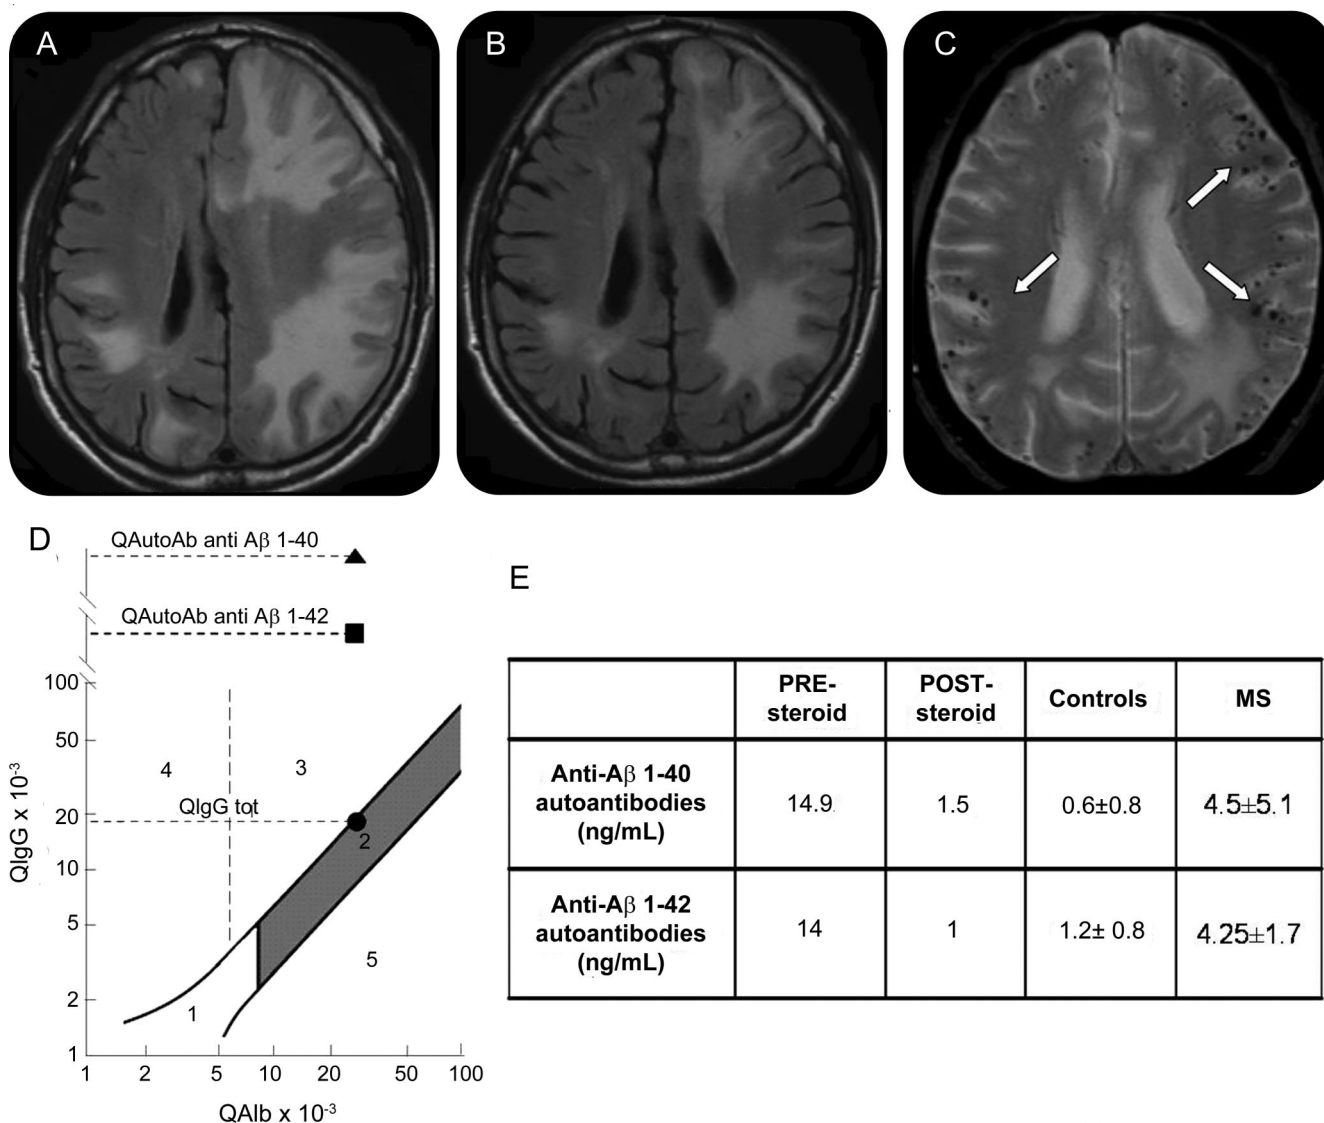 A
B
C
D
QAutoAb anti Aβ 1-40
QAutoAb anti Aβ 1-42
100
50
20
10
5
2
1
QIgG x 10-3
4
3
QIgG tot
2
5
1
1
2
5
10
20
50
100
QAlb x 10-3
E
PRE-
steroid
POST-
steroid
Controls
MS
Anti-Aβ 1-40
autoantibodies
(ng/mL)
14.9
1.5
0.6±0.8
4.5±5.1
Anti-Aβ 1-42
autoantibodies
(ng/mL)
14
1
1.2± 0.8
4.25±1.7